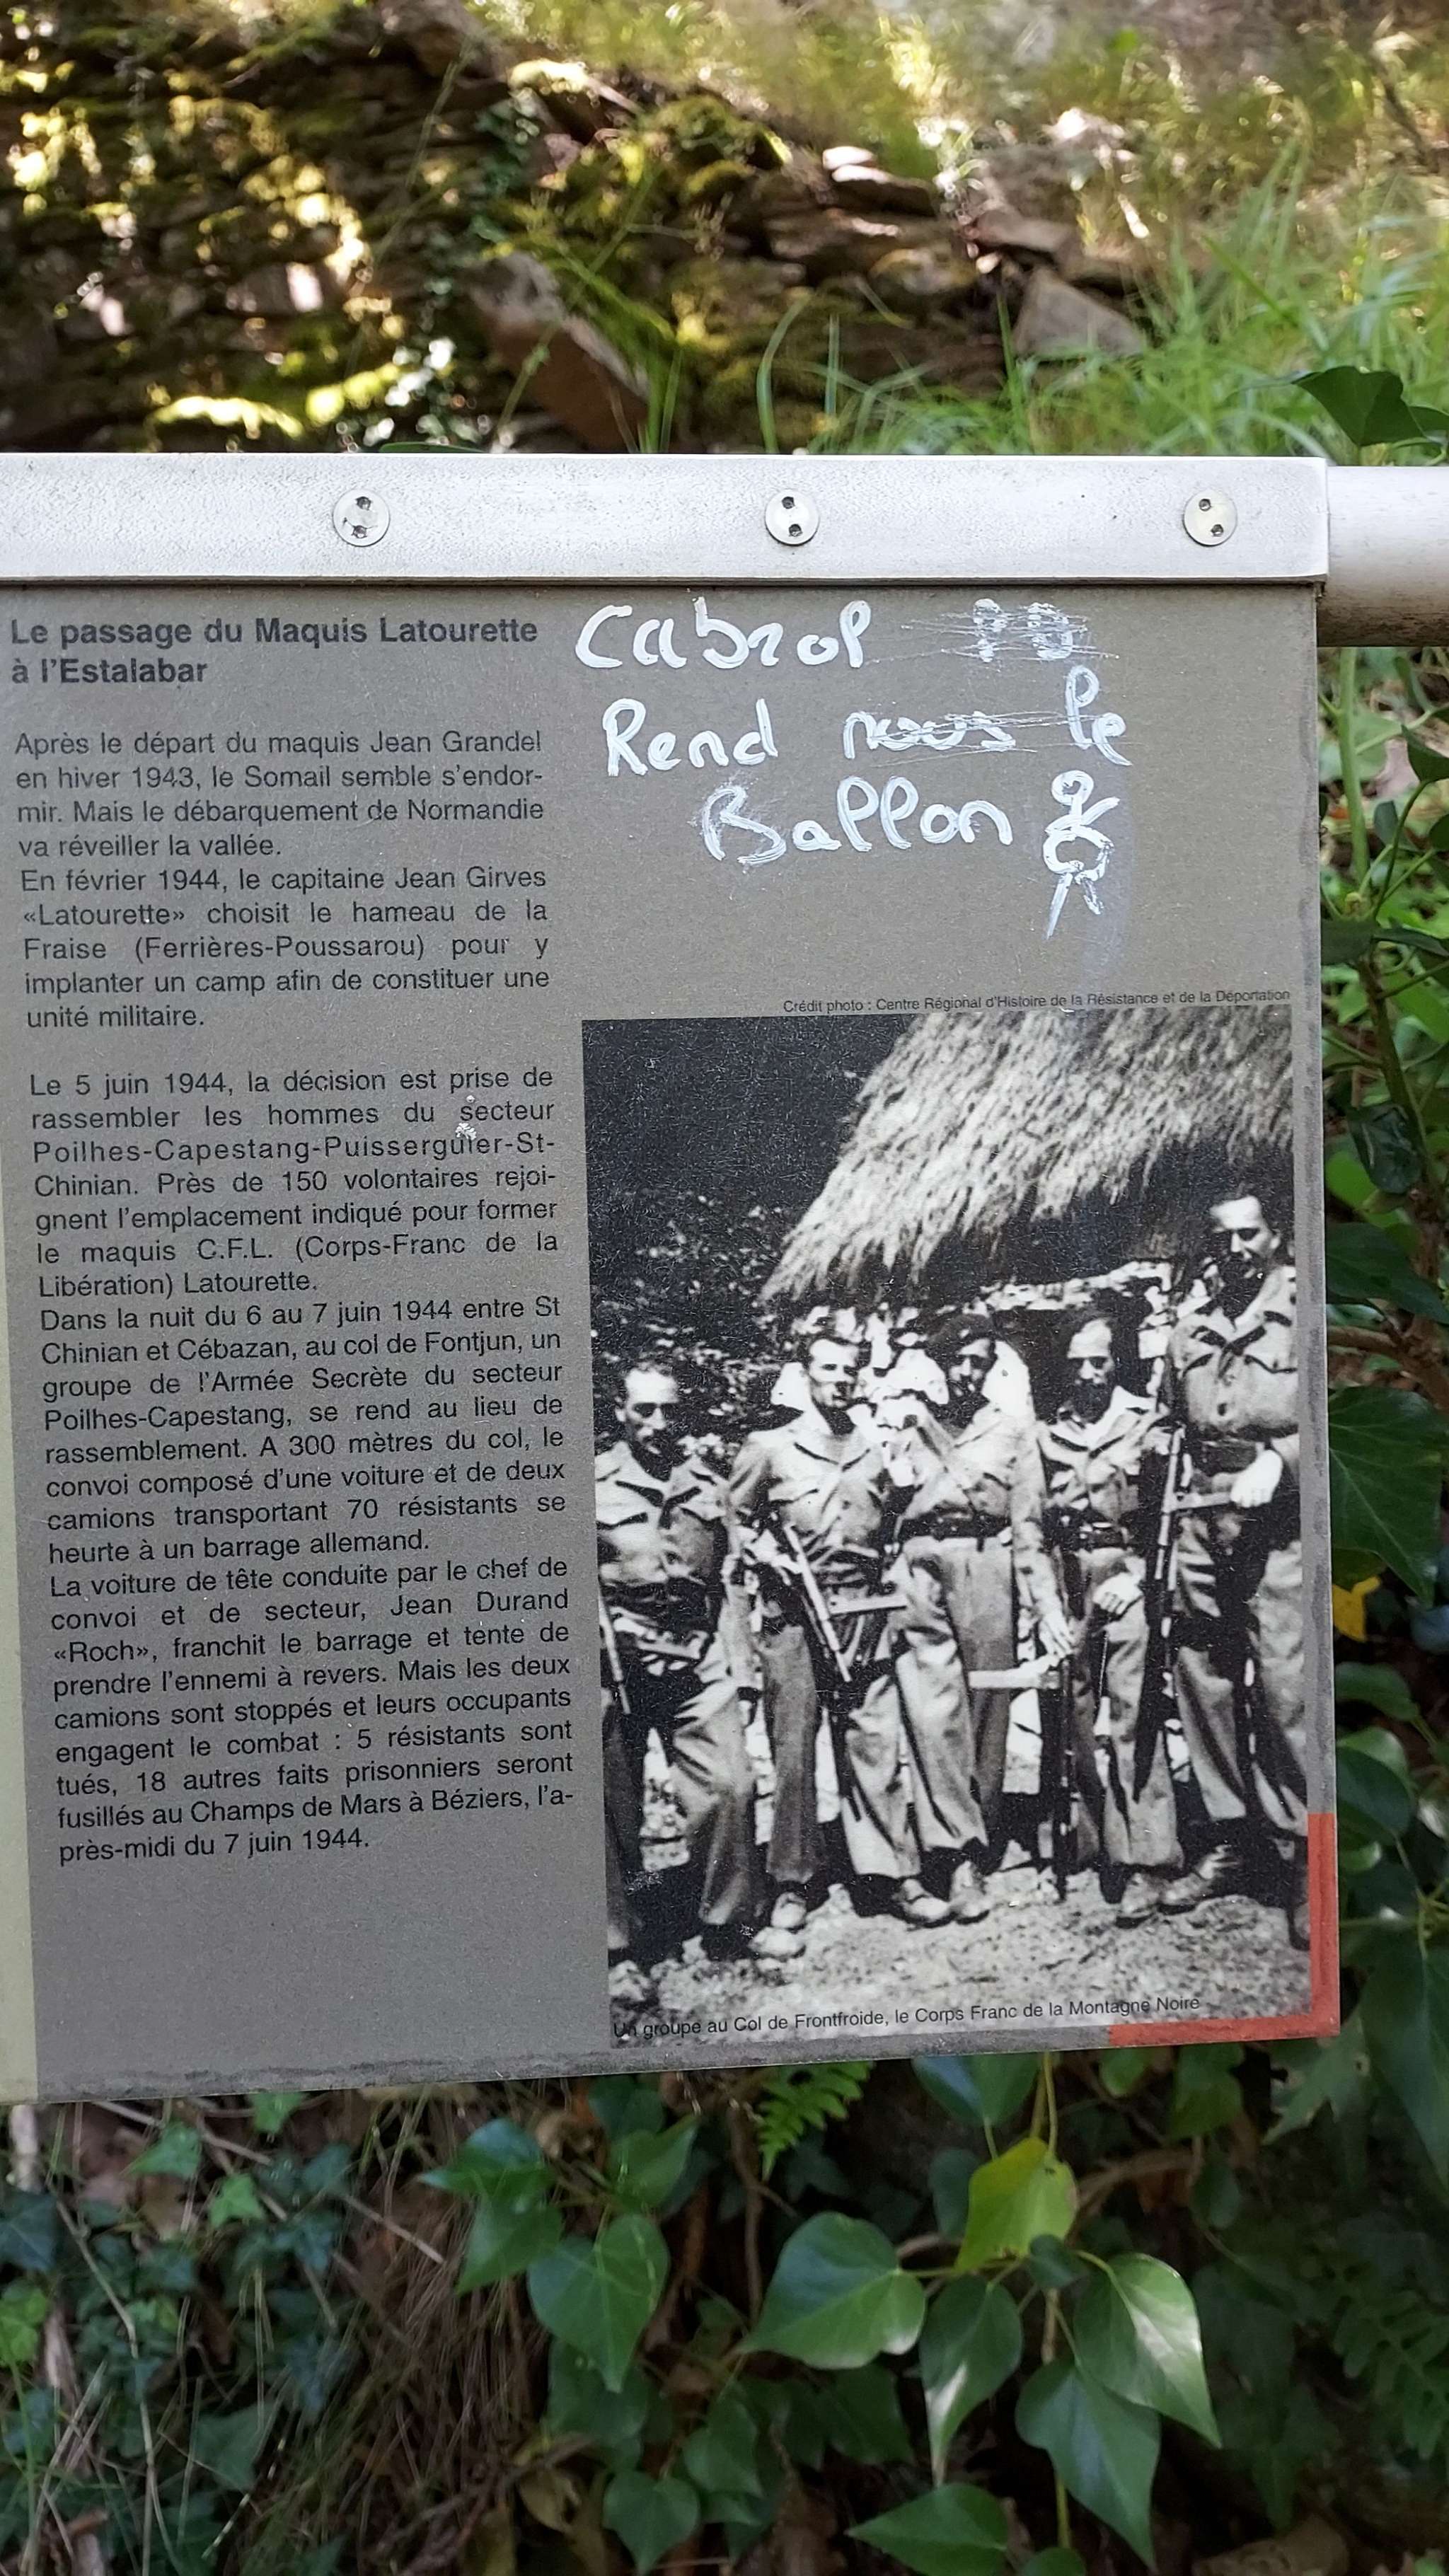 Le passage du Maquis Latourette
à l'Estalabar
Après le départ du maquis Jean Grandel
en hiver 1943, le Somail semble s'endor-
mir. Mais le débarquement de Normandie
va réveiller la vallée.
En février 1944, le capitaine Jean Girves
«Latourette» choisit le hameau de la
Fraise (Ferrières-Poussarou) pour y
implanter un camp afin de constituer une
unité militaire.
Le 5 juin 1944, la décision est prise de
rassembler les hommes du secteur
Poilhes-Capestang-Puisserguier-St-
Chinian. Près de 150 volontaires rejoi-
gnent l'emplacement indiqué pour former
le maquis C.F.L. (Corps-Franc de la
Libération) Latourette.
Dans la nuit du 6 au 7 juin 1944 entre St
Chinian et Cébazan, au col de Fontjun, un
groupe de l'Armée Secrète du secteur
Poilhes-Capestang, se rend au lieu de
rassemblement. A 300 mètres du col, le
convoi composé d'une voiture et de deux
camions transportant 70 résistants se
heurte à un barrage allemand.
La voiture de tête conduite par le chef de
convoi et de secteur, Jean Durand
«Roch», franchit le barrage et tente de
prendre l'ennemi à revers. Mais les deux
camions sont stoppés et leurs occupants
engagent le combat : 5 résistants sont
tués, 18 autres faits prisonniers seront
fusillés au Champs de Mars à Béziers, l'a-
près-midi du 7 juin 1944.
Cabrol
Rend nous le
Ballon
Crédit photo : Centre Régional d'Histoire de la Résistance et de la Déportation
Un groupe au Col de Frontfroide, le Corps Franc de la Montagne Noire